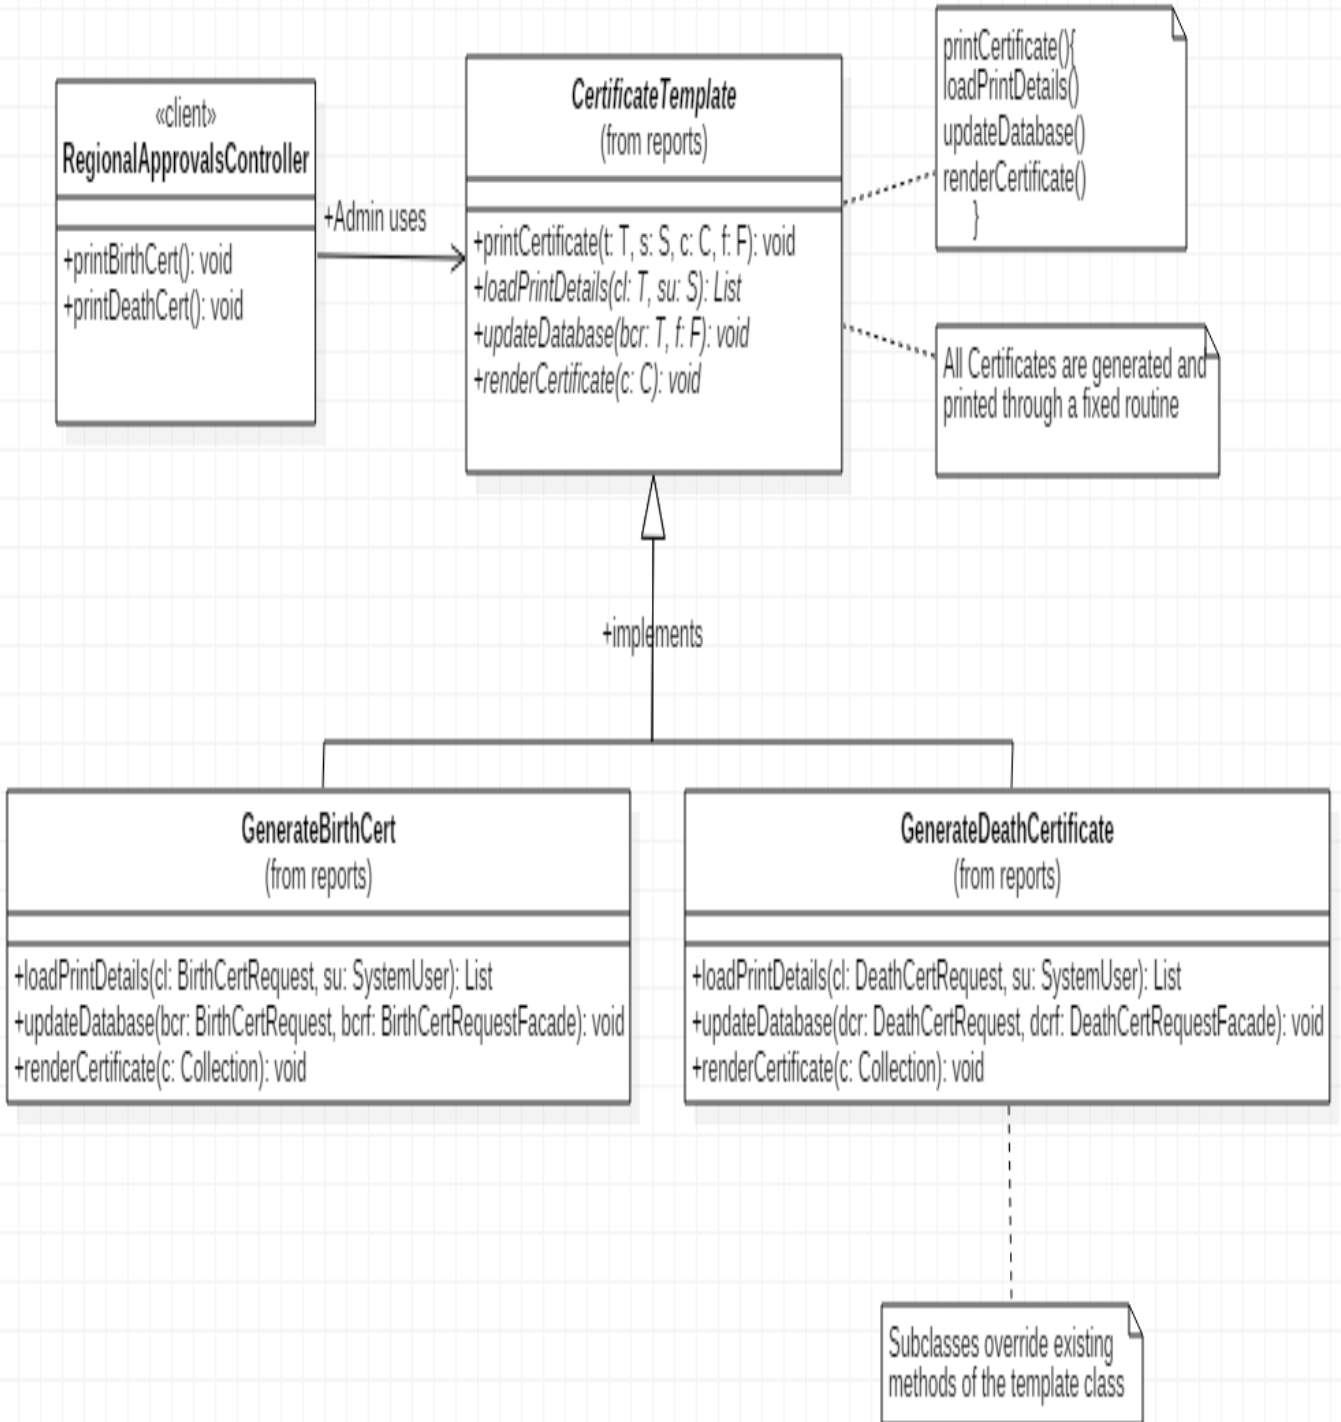 «client»
RegionalApprovalsController
+printBirthCert(): void
+printDeathCert(): void
+Admin uses
CertificateTemplate
(from reports)
+printCertificate(t: T, s: S, c: C, f: F): void
+loadPrintDetails(cl: T, su: S): List
+updateDatabase(bcr: T, f: F): void
+renderCertificate(c: C): void
printCertificate(){
loadPrintDetails()
updateDatabase()
renderCertificate()
}
All Certificates are generated and
printed through a fixed routine
+implements
GenerateBirthCert
(from reports)
+loadPrintDetails(cl: BirthCertRequest, su: SystemUser): List
+updateDatabase(bcr: BirthCertRequest, bcrf: BirthCertRequestFacade): void
+renderCertificate(c: Collection): void
GenerateDeathCertificate
(from reports)
+loadPrintDetails(cl: DeathCertRequest, su: SystemUser): List
+updateDatabase(dcr: DeathCertRequest, dcrf: DeathCertRequestFacade): void
+renderCertificate(c: Collection): void
Subclasses override existing
methods of the template class